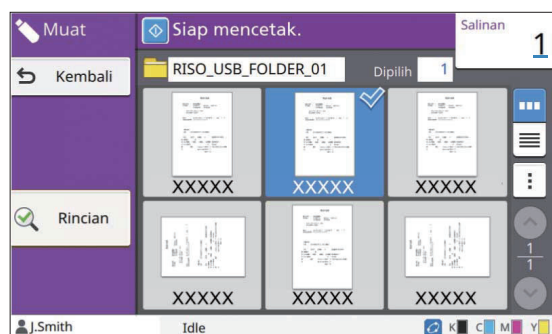 Muat
Siap mencetak.
Salinan
1
Kembali
RISO_USB_FOLDER_01
Dipilih
1
XXXXX
XXXXX
XXXXX
Rincian
1
1
XXXXX
XXXXX
XXXXX
J.Smith
Idle
K
C
M
Y